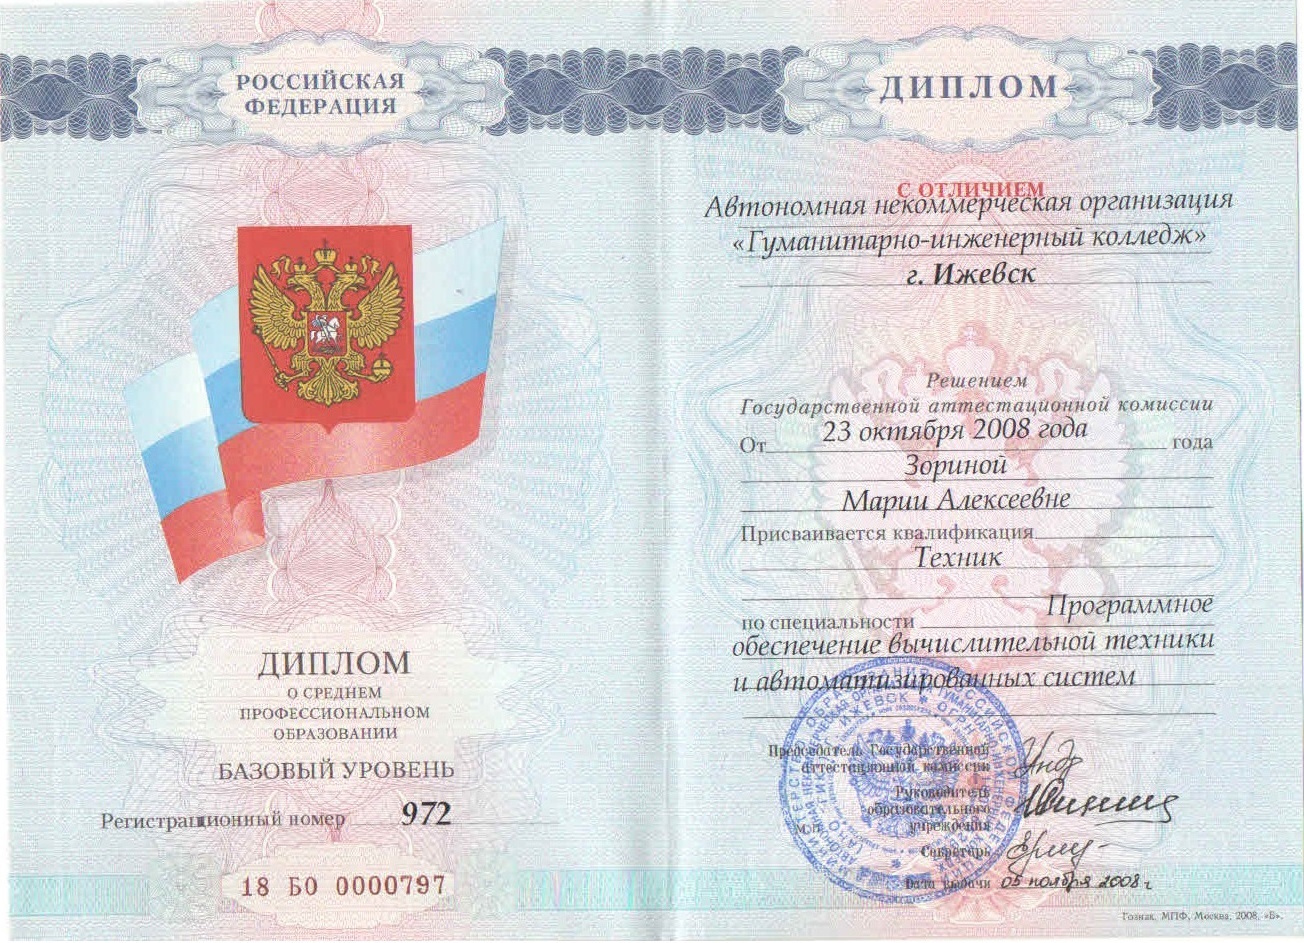 РОССИЙСКАЯ
ФЕДЕРАЦИЯ
ДИПЛОМ
О СРЕДНЕМ
ПРОФЕССИОНАЛЬНОМ
ОБРАЗОВАНИИ
БАЗОВЫЙ УРОВЕНЬ
Регистрационный номер 972
18 БО 0000797
ДИПЛОМ
С ОТЛИЧИЕМ
Автономная некоммерческая организация
«Гуманитарно-инженерный колледж»
г. Ижевск
Решением
Государственной аттестационной комиссии
От 23 октября 2008 года года
Зориной
Марии Алексеевне
Присваивается квалификация
Техник
по специальности Программное
обеспечение вычислительной техники
и автоматизированных систем
Председатель Государственной
аттестационной комиссии
Руководитель
образовательного
учреждения
М.П.
Секретарь
Дата выдачи 05 ноября 2008 г
Гознак, МПФ, Москва, 2008, «Б».